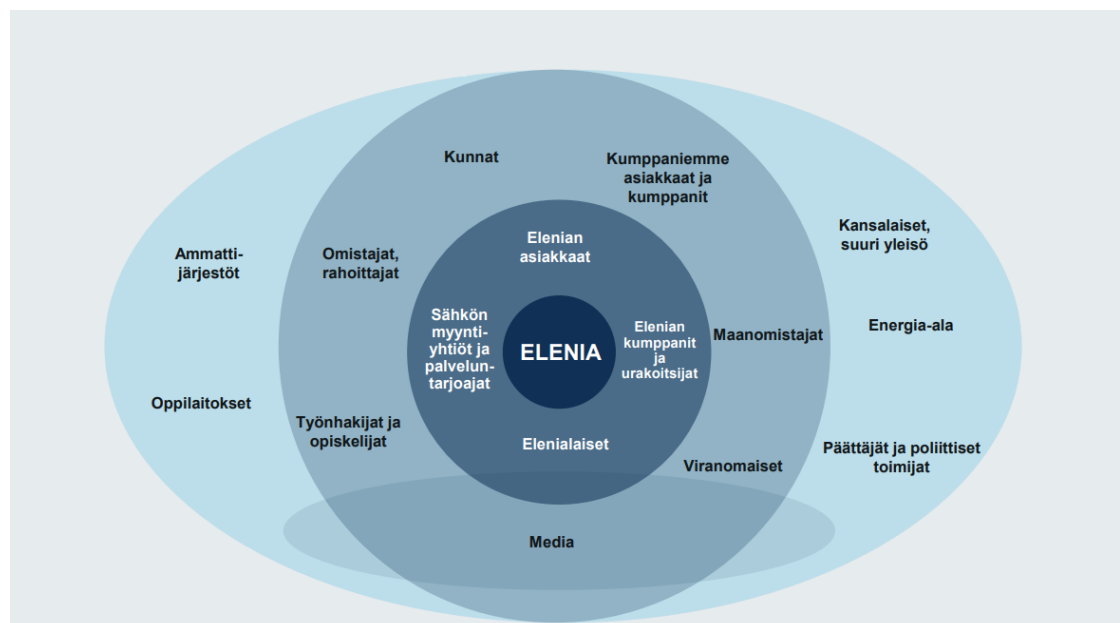 Kunnat
Kumppaniemme
asiakkaat ja
kumppanit
Kansalaiset,
suuri yleisö
Ammatti-
järjestöt
Omistajat,
rahoittajat
Elenian
asiakkaat
Sähkön
myynti-
yhtiöt ja
palvelun-
tarjoajat
ELENIA
Elenian
kumppanit
ja
urakoitsijat
Maanomistajat
Energia-ala
Oppilaitokset
Työnhakijat ja
opiskelijat
Elenialaiset
Viranomaiset
Päättäjät ja poliittiset
toimijat
Media